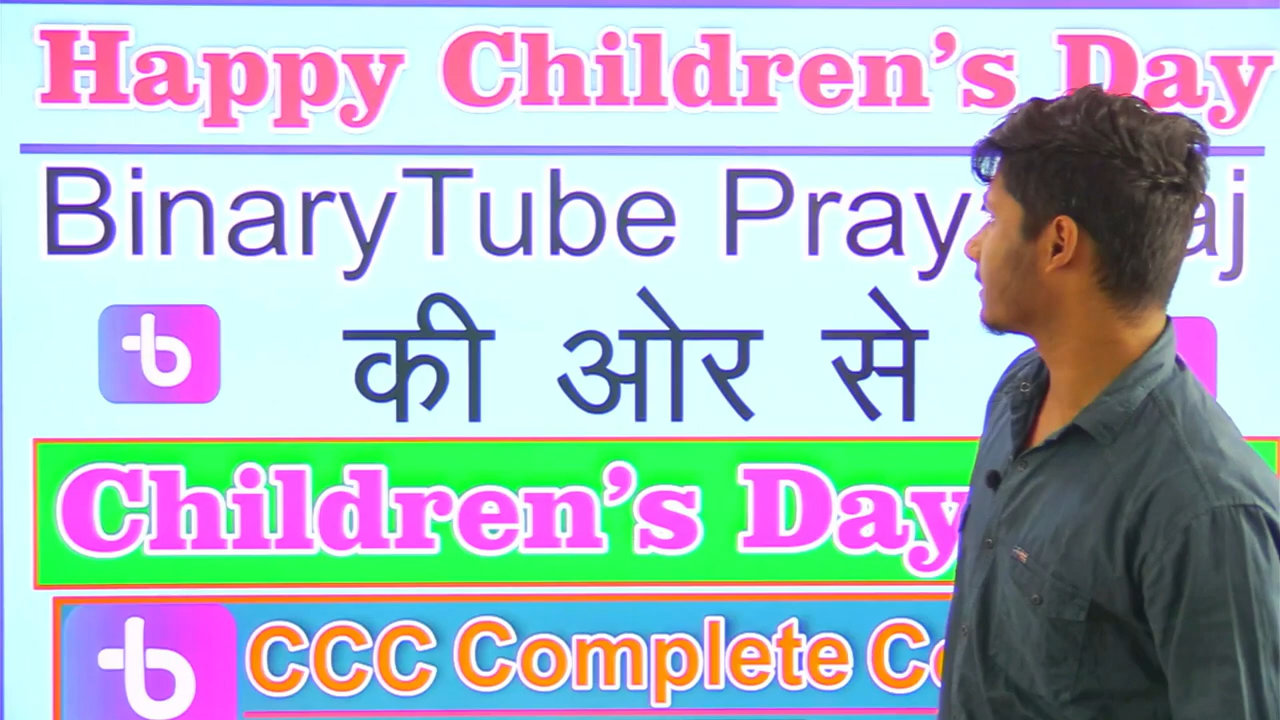 Happy Children's Day
BinaryTube
की ओर से
Children's Day
CCC Complete